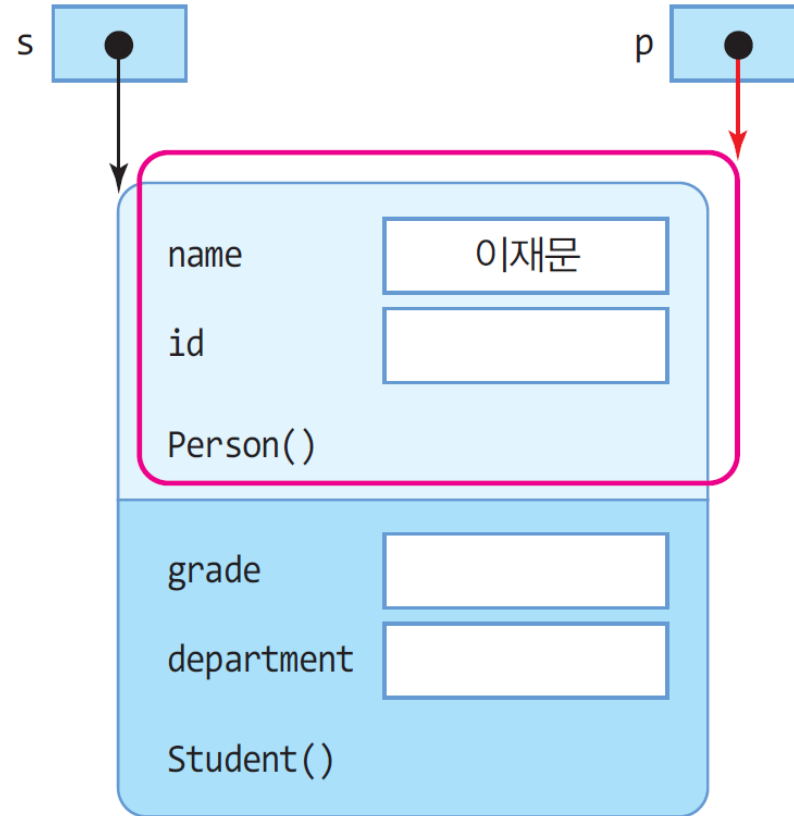 s
p
name 이재문
id
Person()
grade
department
Student()